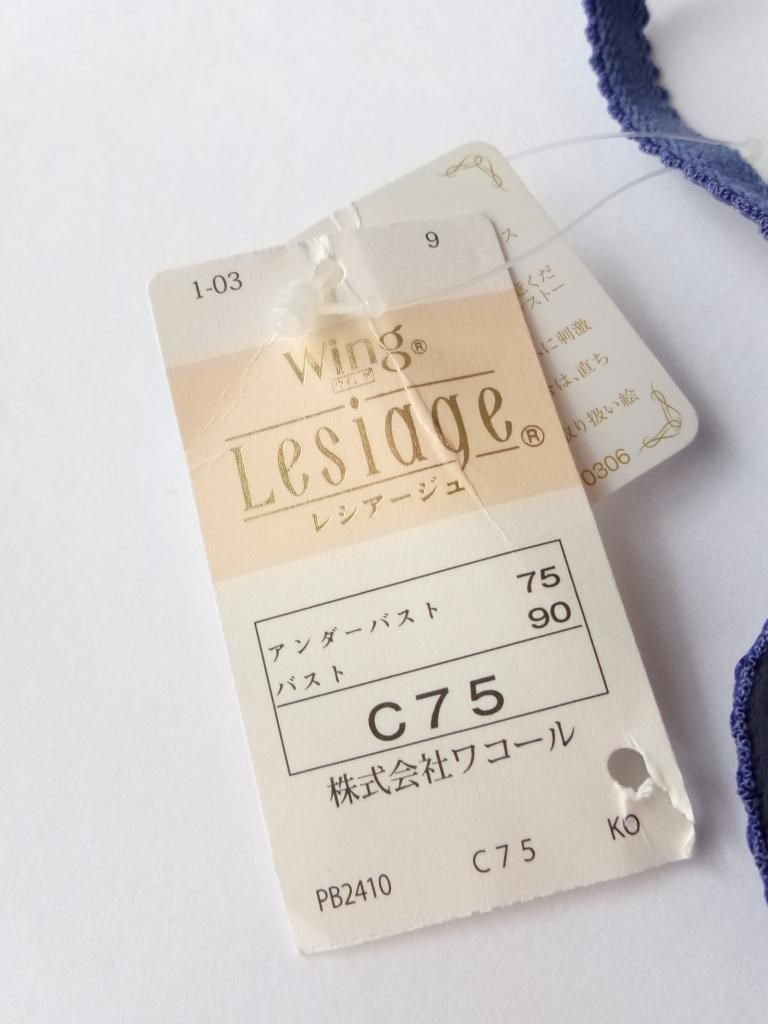 1-03 9
wing®
ウイング
Lesiage®
レシアージュ
アンダーバスト 75
バスト 90
C75
株式会社ワコール
PB2410 C75 KO
ス
ストー
に刺激
は、直ち
取り扱い絵
0306